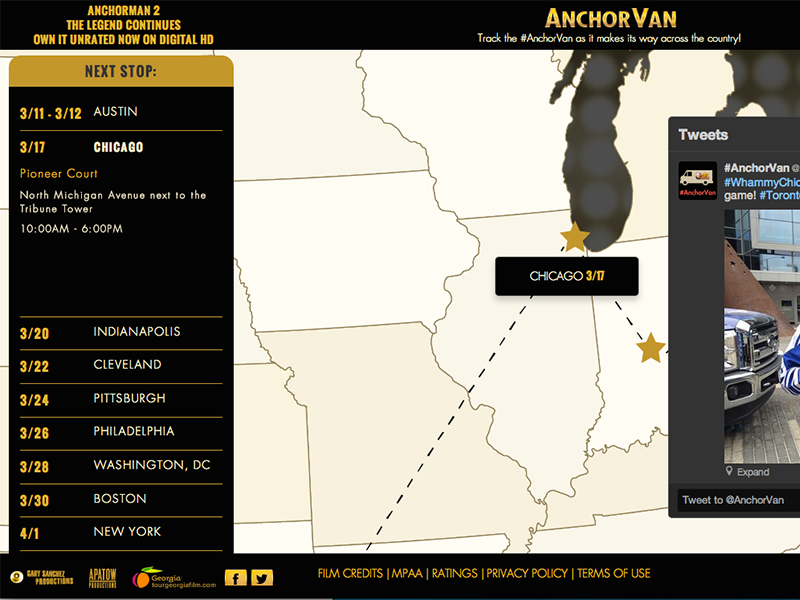 ANCHORMAN 2
THE LEGEND CONTINUES
OWN IT UNRATED NOW ON DIGITAL HD
ANCHORVAN
Track the #AnchorVan as it makes its way across the country!
NEXT STOP:
3/11 - 3/12 AUSTIN
3/17 CHICAGO
Pioneer Court
North Michigan Avenue next to the
Tribune Tower
10:00AM - 6:00PM
3/20 INDIANAPOLIS
3/22 CLEVELAND
3/24 PITTSBURGH
3/26 PHILADELPHIA
3/28 WASHINGTON, DC
3/30 BOSTON
4/1 NEW YORK
CHICAGO 3/17
Tweets
#AnchorVan
#AnchorVan @
#WhammyChic
game! #Toront
Expand
Tweet to @AnchorVan
GARY SANCHEZ
PRODUCTIONS
APATOW
PRODUCTIONS
Georgia
tourgeorgiafilm.com
FILM CREDITS | MPAA | RATINGS | PRIVACY POLICY | TERMS OF USE